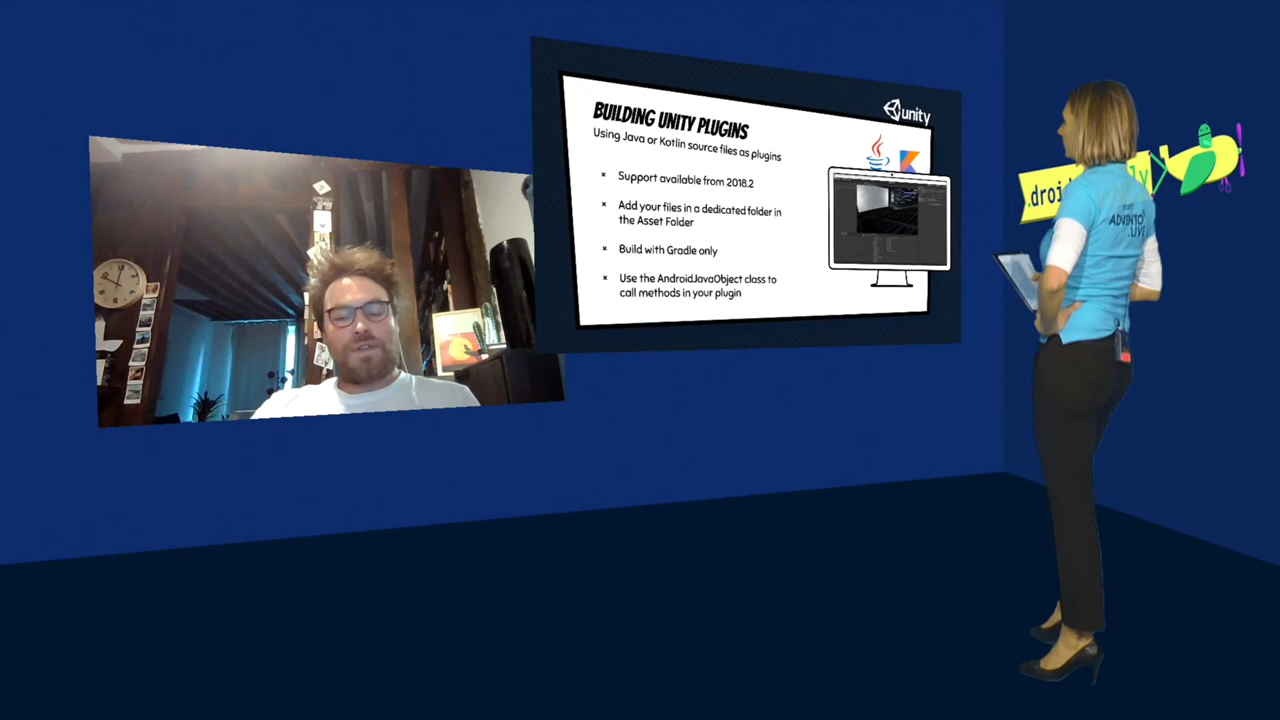 BUILDING UNITY PLUGINS
Using Java or Kotlin source files as plugins
unity
× Support available from 2018.2
× Add your files in a dedicated folder in
the Asset Folder
× Build with Gradle only
× Use the AndroidJavaObject class to
call methods in your plugin
.droi
ly